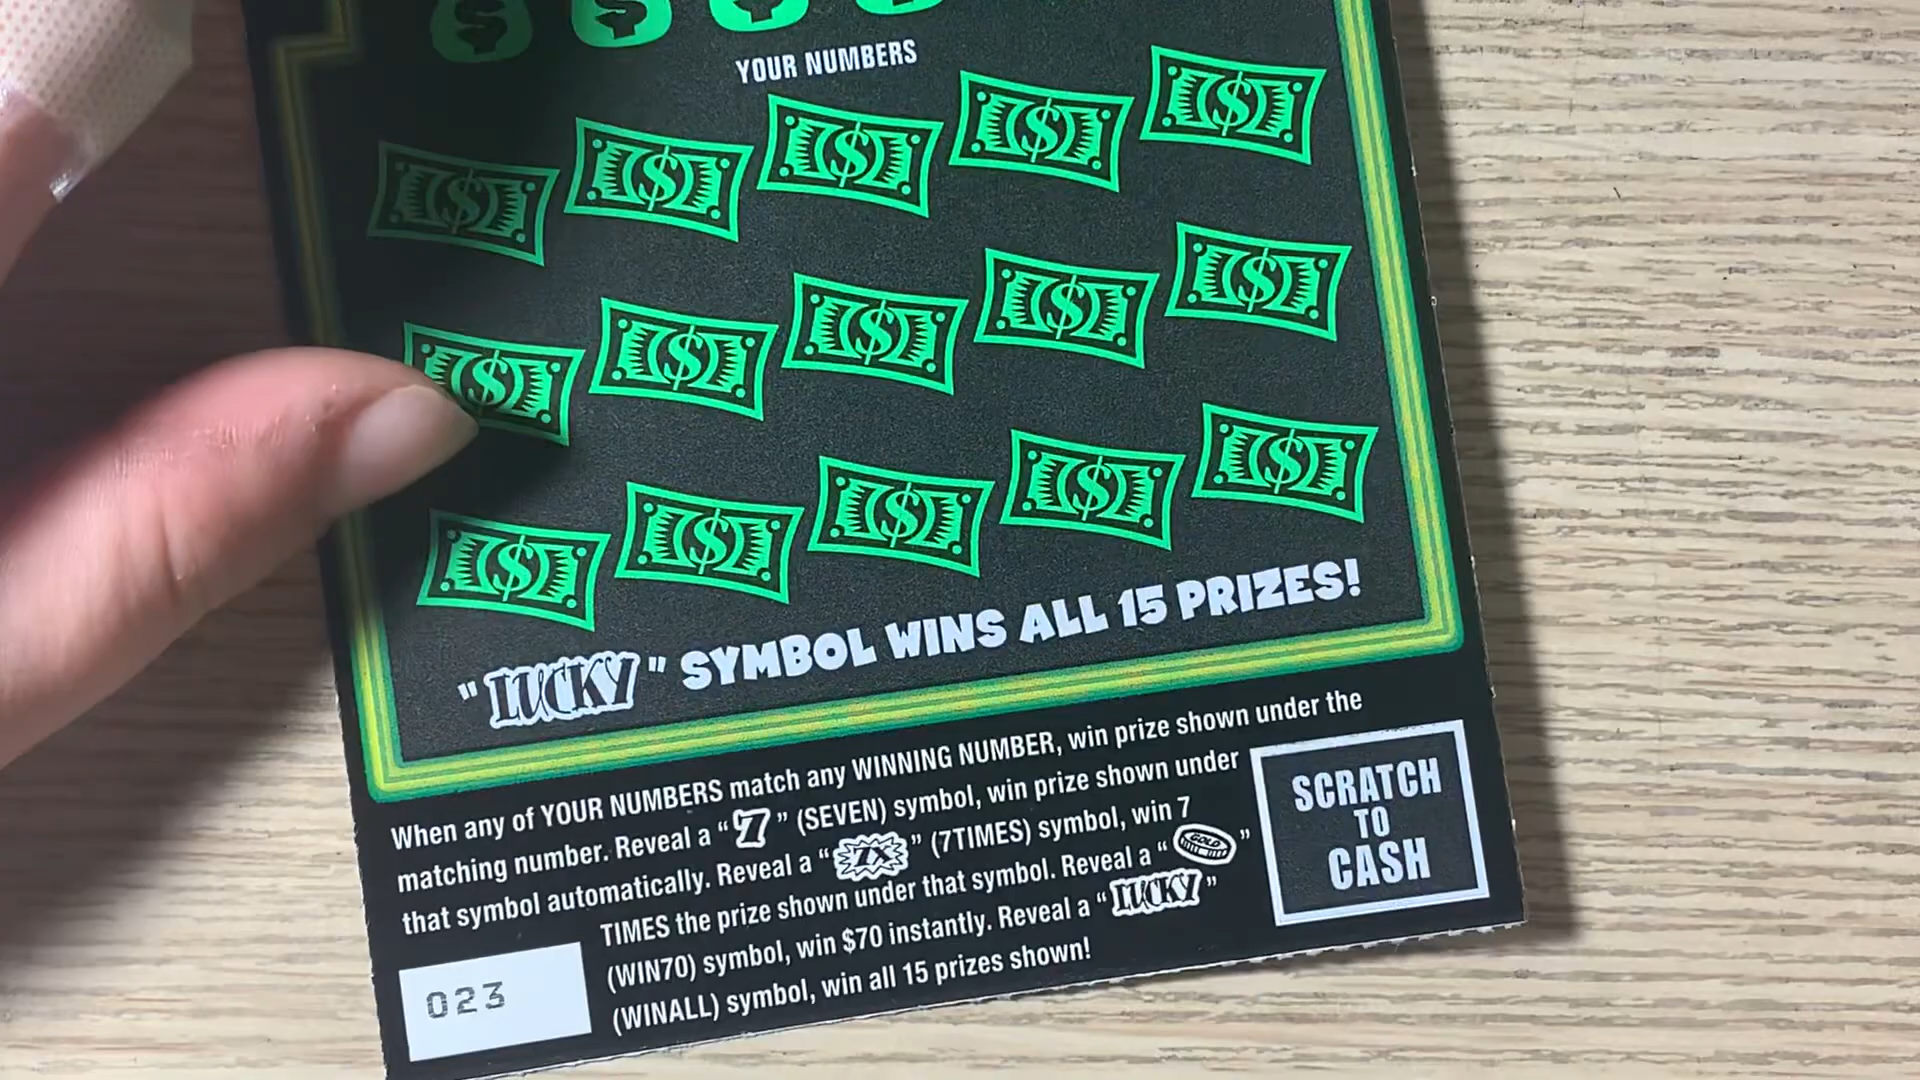 YOUR NUMBERS
"LUCKY" SYMBOL WINS ALL 15 PRIZES!
When any of YOUR NUMBERS match any WINNING NUMBER, win prize shown under the
matching number. Reveal a "7" (SEVEN) symbol, win prize shown under
that symbol automatically. Reveal a "7X" (7TIMES) symbol, win 7
TIMES the prize shown under that symbol. Reveal a "GOLD"
(WIN70) symbol, win $70 instantly. Reveal a "LUCKY"
(WINALL) symbol, win all 15 prizes shown!
SCRATCH
TO
CASH
023